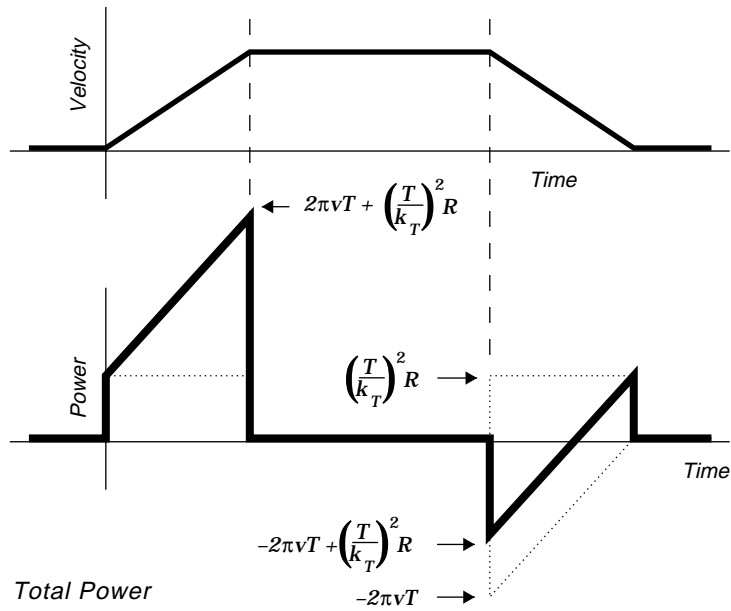 Velocity
Time
← 2πvT + (T/k_T)² R
Power
(T/k_T)² R →
Time
–2πvT + (T/k_T)² R →
–2πvT →
Total Power